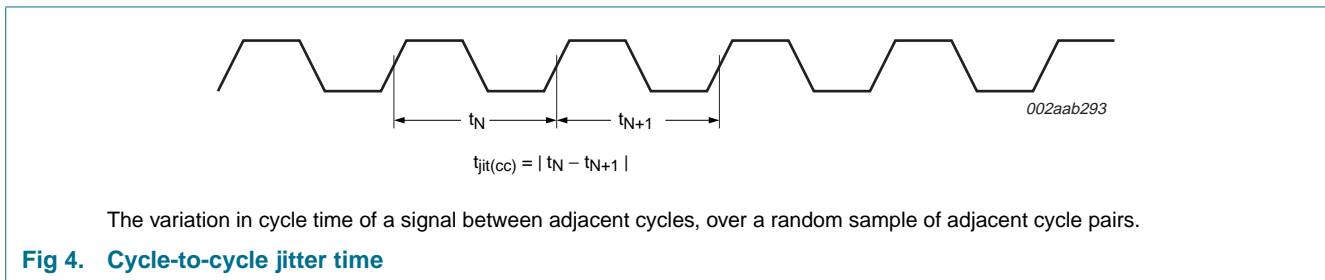 002aab293
tN tN+1
tjit(cc) = | tN − tN+1 |
The variation in cycle time of a signal between adjacent cycles, over a random sample of adjacent cycle pairs.
Fig 4. Cycle-to-cycle jitter time